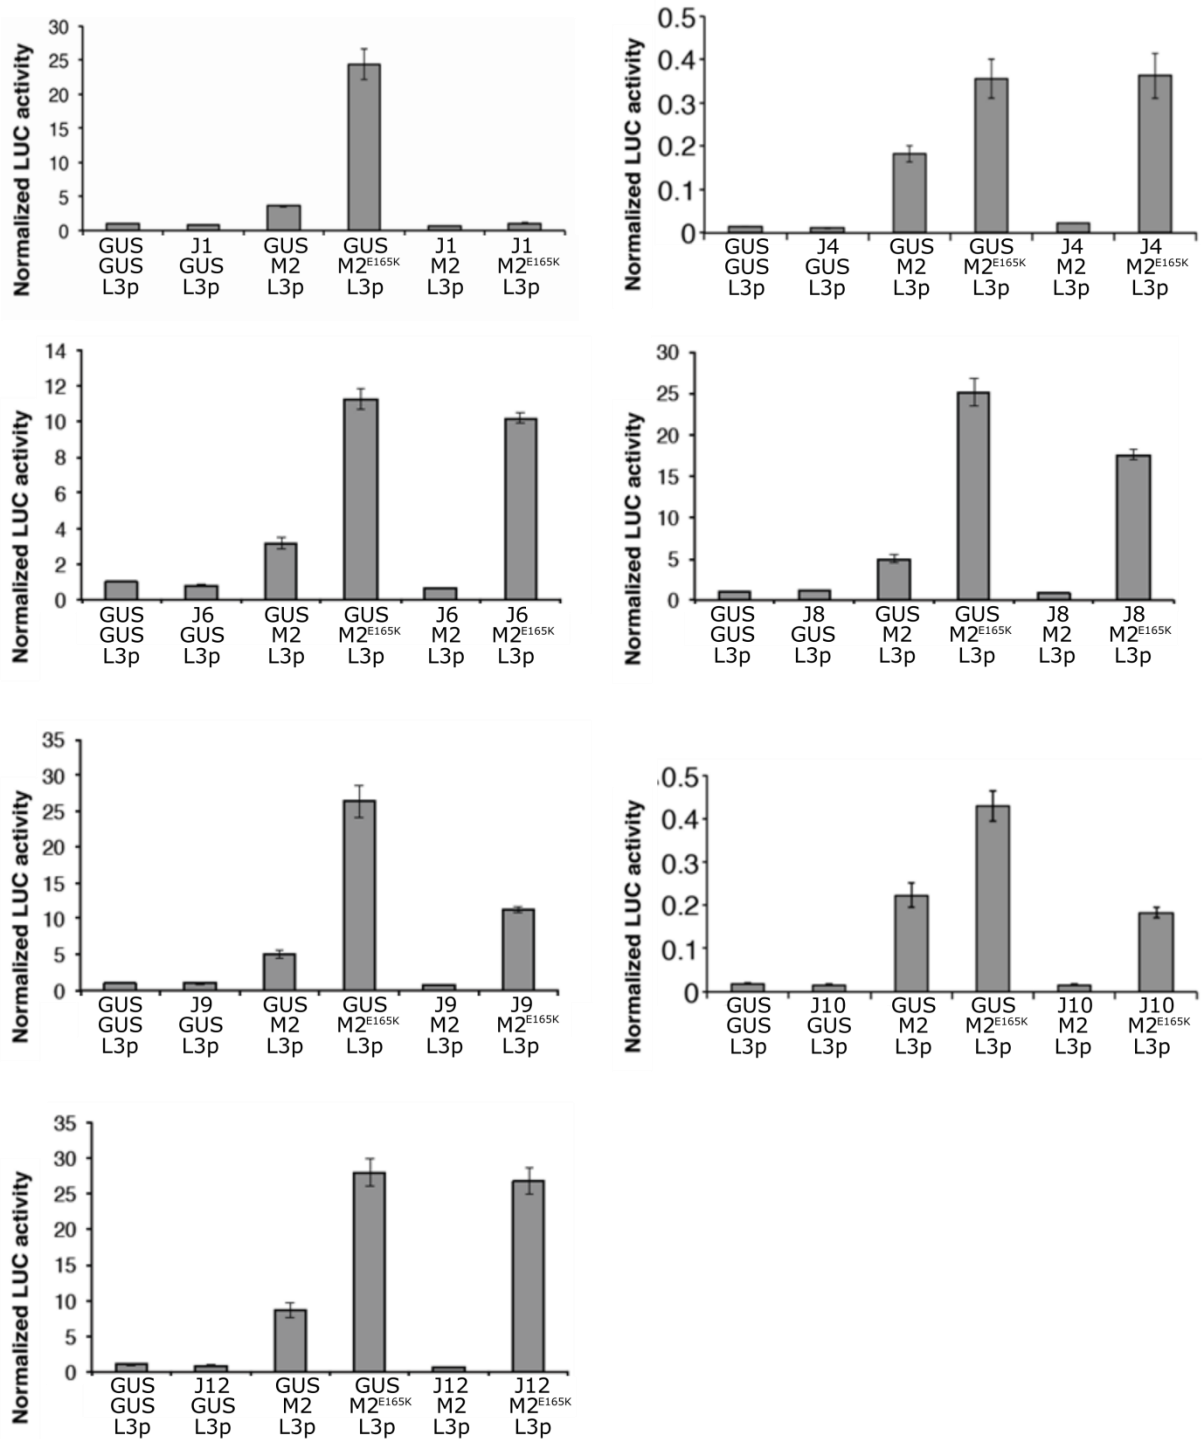 Normalized LUC activity
30
25
20
15
10
5
0
GUS J1 GUS GUS J1 J1
GUS GUS M2 M2E165K M2 M2E165K
L3p L3p L3p L3p L3p L3p
Normalized LUC activity
0.5
0.4
0.3
0.2
0.1
0
GUS J4 GUS GUS J4 J4
GUS GUS M2 M2E165K M2 M2E165K
L3p L3p L3p L3p L3p L3p
Normalized LUC activity
14
12
10
8
6
4
2
0
GUS J6 GUS GUS J6 J6
GUS GUS M2 M2E165K M2 M2E165K
L3p L3p L3p L3p L3p L3p
Normalized LUC activity
30
25
20
15
10
5
0
GUS J8 GUS GUS J8 J8
GUS GUS M2 M2E165K M2 M2E165K
L3p L3p L3p L3p L3p L3p
Normalized LUC activity
35
30
25
20
15
10
5
0
GUS J9 GUS GUS J9 J9
GUS GUS M2 M2E165K M2 M2E165K
L3p L3p L3p L3p L3p L3p
Normalized LUC activity
.0.5
0.4
0.3
0.2
0.1
0
GUS J10 GUS GUS J10 J10
GUS GUS M2 M2E165K M2 M2E165K
L3p L3p L3p L3p L3p L3p
Normalized LUC activity
35
30
25
20
15
10
5
0
GUS J12 GUS GUS J12 J12
GUS GUS M2 M2E165K M2 M2E165K
L3p L3p L3p L3p L3p L3p